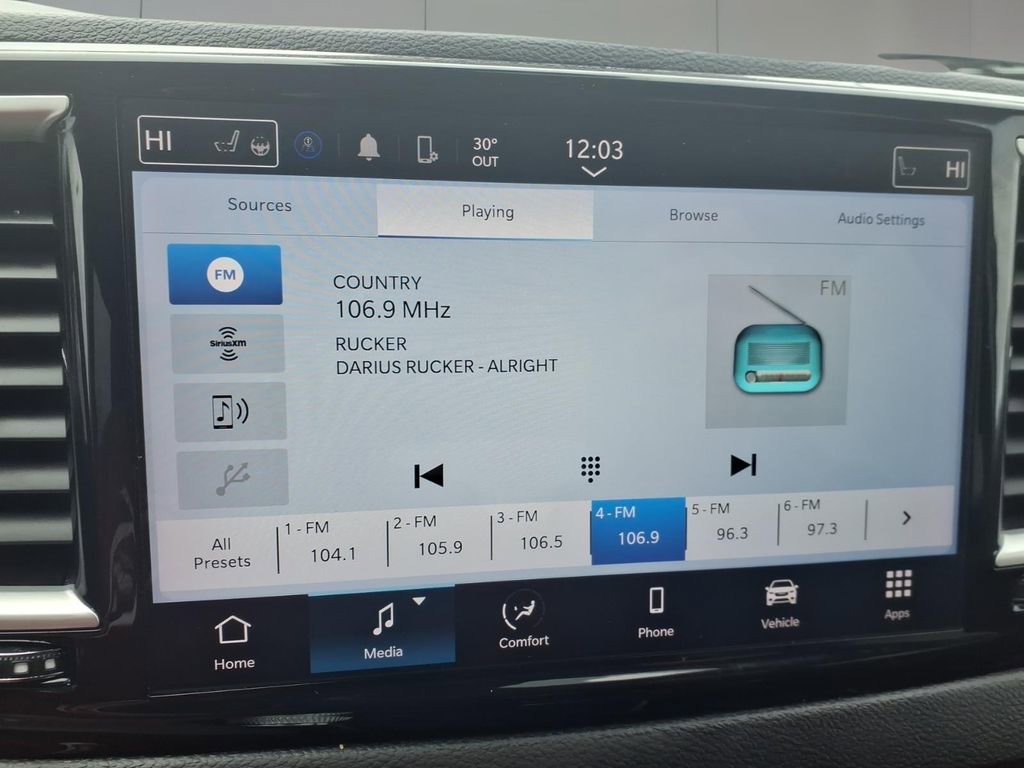 HI
30°
OUT
12:03
HI
Sources
Playing
Browse
Audio Settings
FM
SiriusXM
COUNTRY
106.9 MHz
RUCKER
DARIUS RUCKER - ALRIGHT
FM
All
Presets
1 - FM
104.1
2 - FM
105.9
3 - FM
106.5
4 - FM
106.9
5 - FM
96.3
6 - FM
97.3
Home
Media
Comfort
Phone
Vehicle
Apps